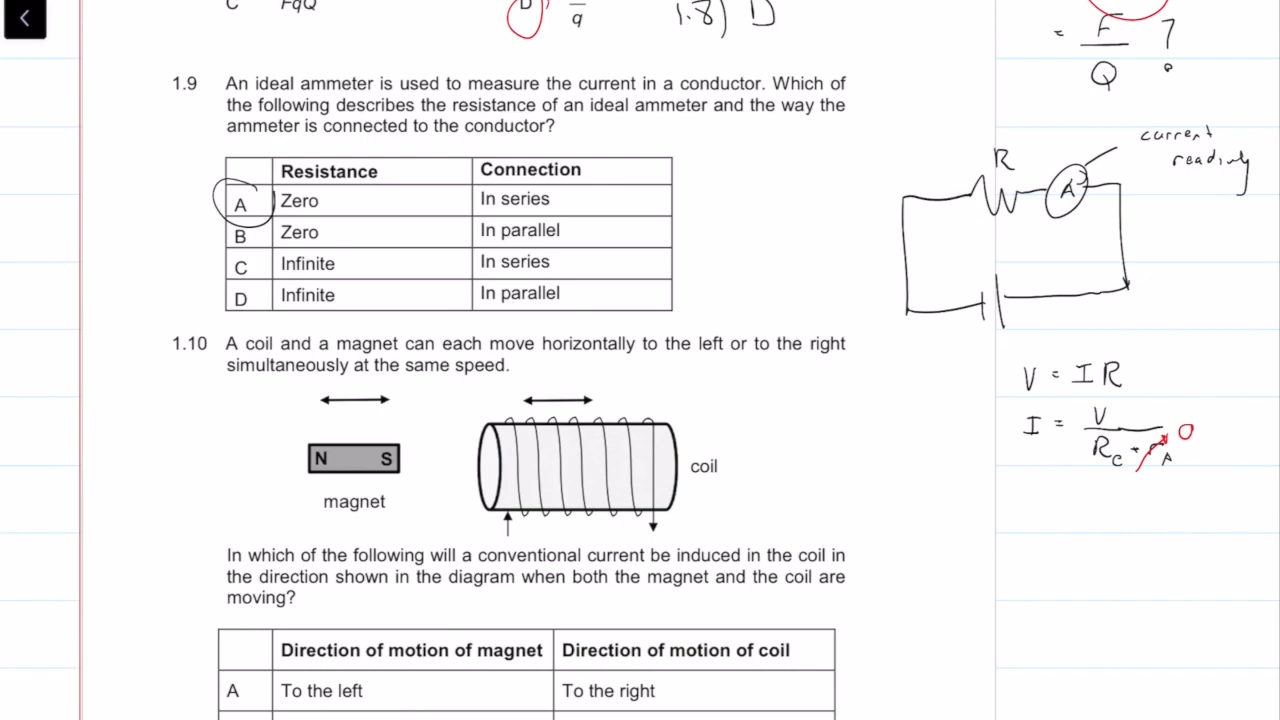 C FqQ
D q
1.8) D
= F ?
Q
1.9 An ideal ammeter is used to measure the current in a conductor. Which of
the following describes the resistance of an ideal ammeter and the way the
ammeter is connected to the conductor?
Resistance Connection
A Zero In series
B Zero In parallel
C Infinite In series
D Infinite In parallel
current
reading
R
A
V = IR
I = V
RC + rA 0
1.10 A coil and a magnet can each move horizontally to the left or to the right
simultaneously at the same speed.
N S
magnet
coil
In which of the following will a conventional current be induced in the coil in
the direction shown in the diagram when both the magnet and the coil are
moving?
Direction of motion of magnet Direction of motion of coil
A To the left To the right